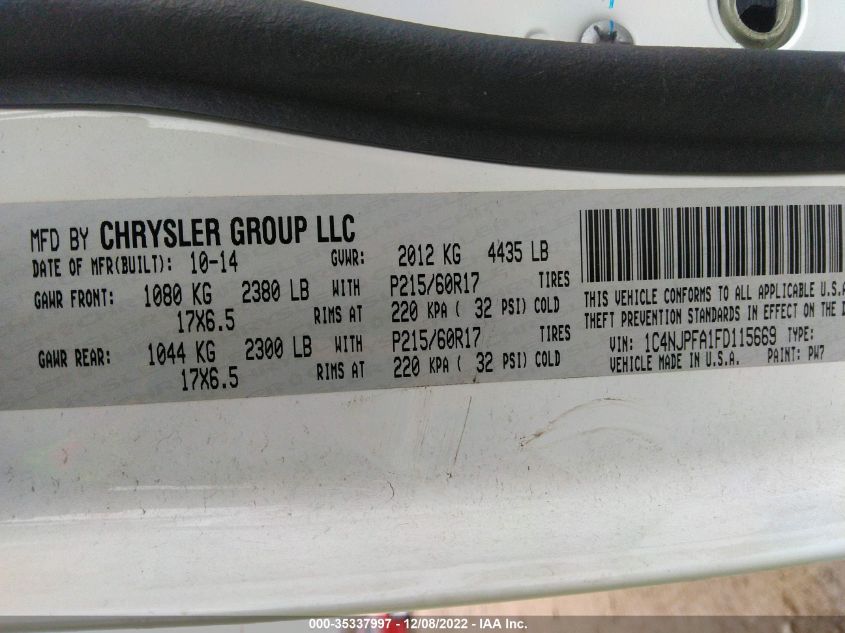 MFD BY CHRYSLER GROUP LLC
DATE OF MFR(BUILT): 10-14 GVWR: 2012 KG 4435 LB
GAWR FRONT: 1080 KG 2380 LB WITH P215/60R17 TIRES
17X6.5 RIMS AT 220 KPA ( 32 PSI) COLD
GAWR REAR: 1044 KG 2300 LB WITH P215/60R17 TIRES
17X6.5 RIMS AT 220 KPA ( 32 PSI) COLD
THIS VEHICLE CONFORMS TO ALL APPLICABLE U.S.A
THEFT PREVENTION STANDARDS IN EFFECT ON THE D
VIN: 1C4NJPFA1FD115669 TYPE:
VEHICLE MADE IN U.S.A. PAINT: PW7
000-35337997 - 12/08/2022 - IAA Inc.